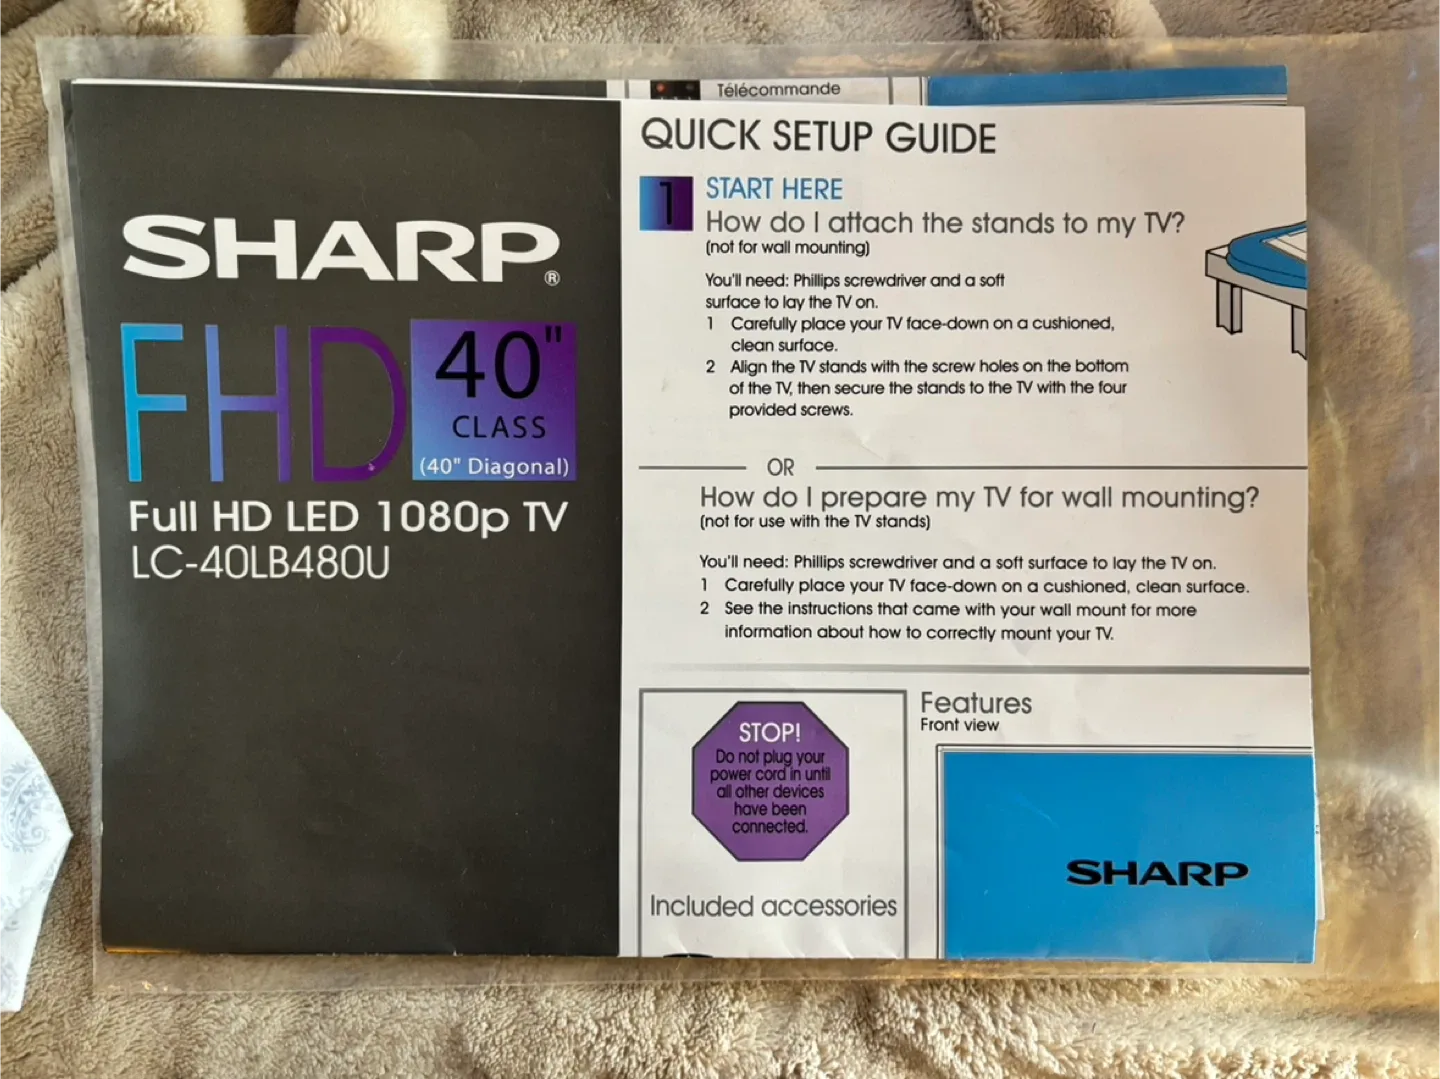 Télécommande
SHARP®
FHD
40"
CLASS
(40" Diagonal)
Full HD LED 1080p TV
LC-40LB480U
QUICK SETUP GUIDE
1
START HERE
How do I attach the stands to my TV?
(not for wall mounting)
You'll need: Phillips screwdriver and a soft
surface to lay the TV on.
1 Carefully place your TV face-down on a cushioned,
clean surface.
2 Align the TV stands with the screw holes on the bottom
of the TV, then secure the stands to the TV with the four
provided screws.
OR
How do I prepare my TV for wall mounting?
(not for use with the TV stands)
You'll need: Phillips screwdriver and a soft surface to lay the TV on.
1 Carefully place your TV face-down on a cushioned, clean surface.
2 See the instructions that came with your wall mount for more
information about how to correctly mount your TV.
STOP!
Do not plug your
power cord in until
all other devices
have been
connected.
Included accessories
Features
Front view
SHARP